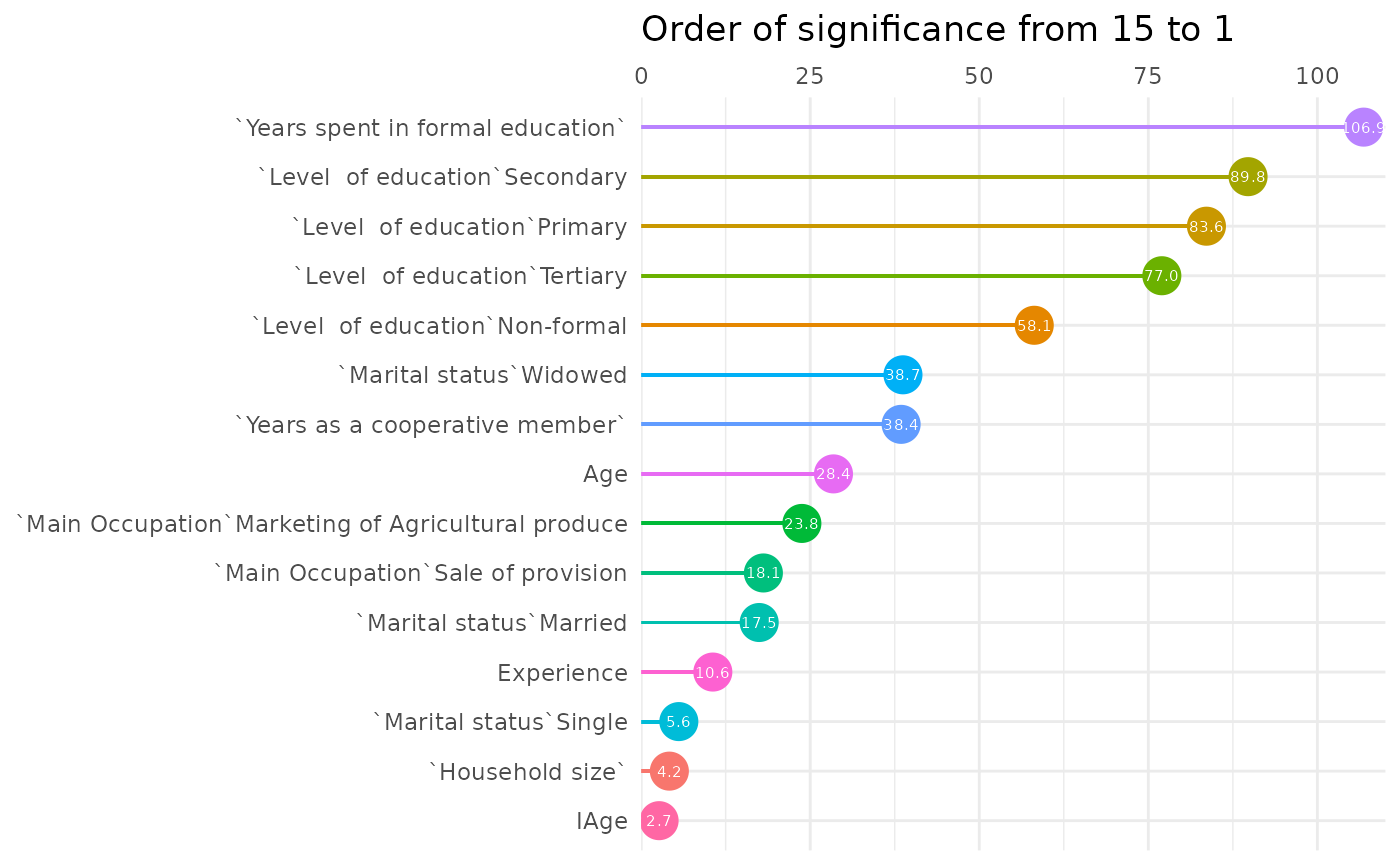 Order of significance from 15 to 1
0 25 50 75 100
`Years spent in formal education` 106.9
`Level  of education`Secondary 89.8
`Level  of education`Primary 83.6
`Level  of education`Tertiary 77.0
`Level  of education`Non-formal 58.1
`Marital status`Widowed 38.7
`Years as a cooperative member` 38.4
Age 28.4
`Main Occupation`Marketing of Agricultural produce 23.8
`Main Occupation`Sale of provision 18.1
`Marital status`Married 17.5
Experience 10.6
`Marital status`Single 5.6
`Household size` 4.2
IAge 2.7